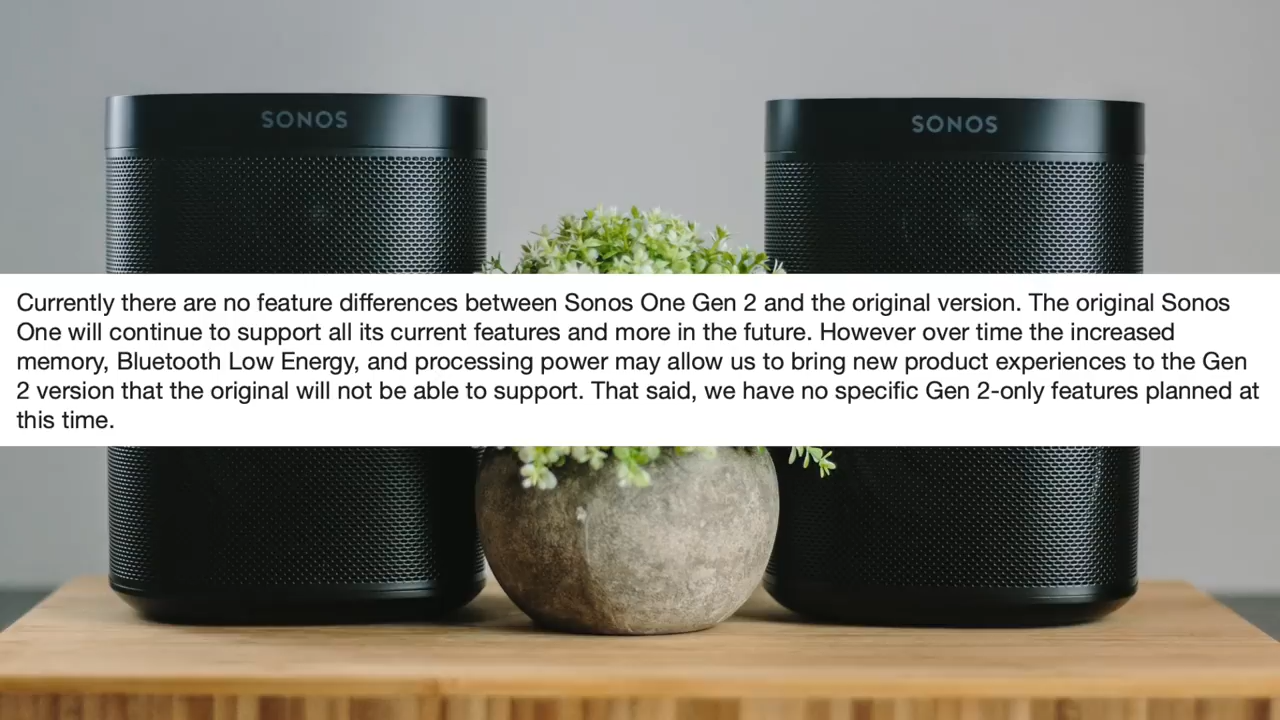 SONOS
SONOS
Currently there are no feature differences between Sonos One Gen 2 and the original version. The original Sonos
One will continue to support all its current features and more in the future. However over time the increased
memory, Bluetooth Low Energy, and processing power may allow us to bring new product experiences to the Gen
2 version that the original will not be able to support. That said, we have no specific Gen 2-only features planned at
this time.